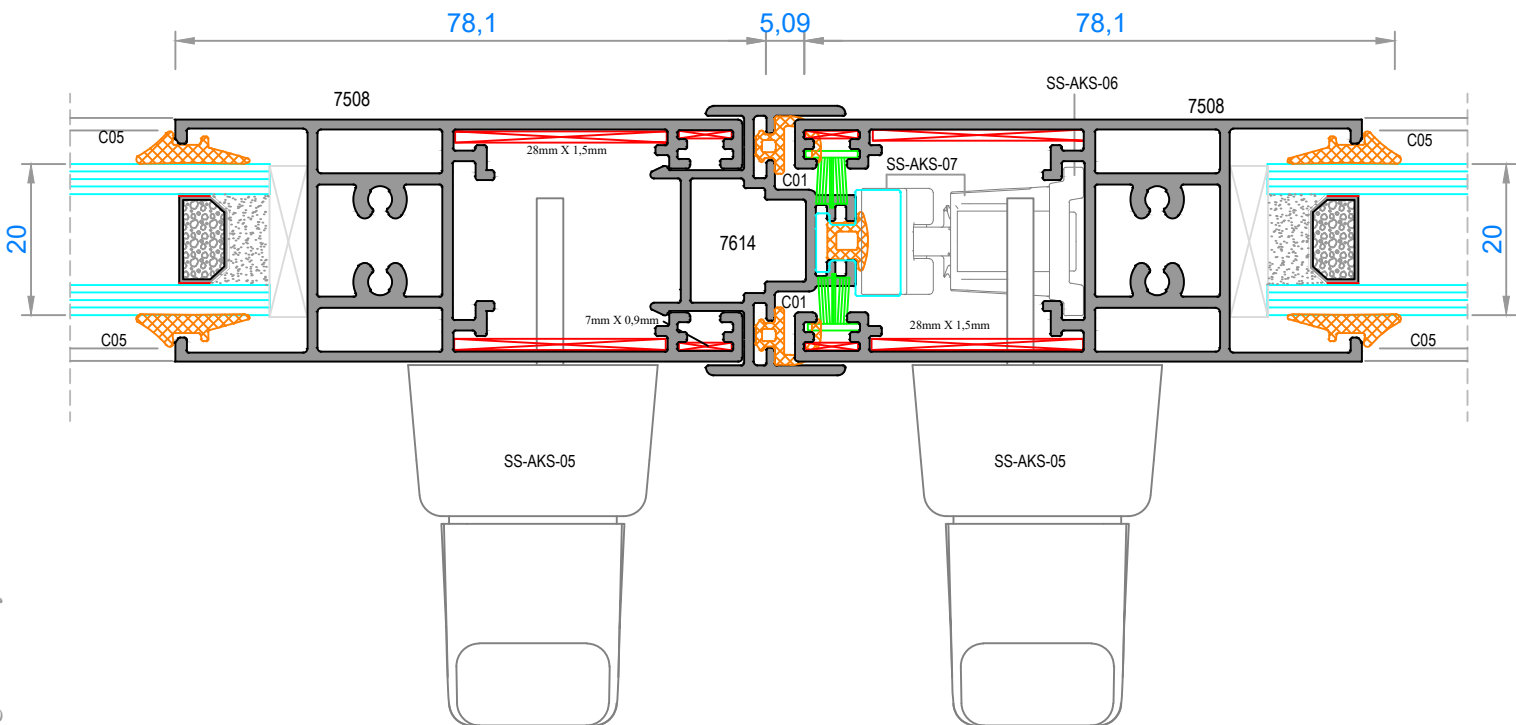 78,1 5,09 78,1
SS-AKS-06
7508 7508
C05 C05
28mm X 1,5mm
SS-AKS-07
C01
20 7614 20
C01
7mm X 0,9mm 28mm X 1,5mm
C05 C05
SS-AKS-05 SS-AKS-05